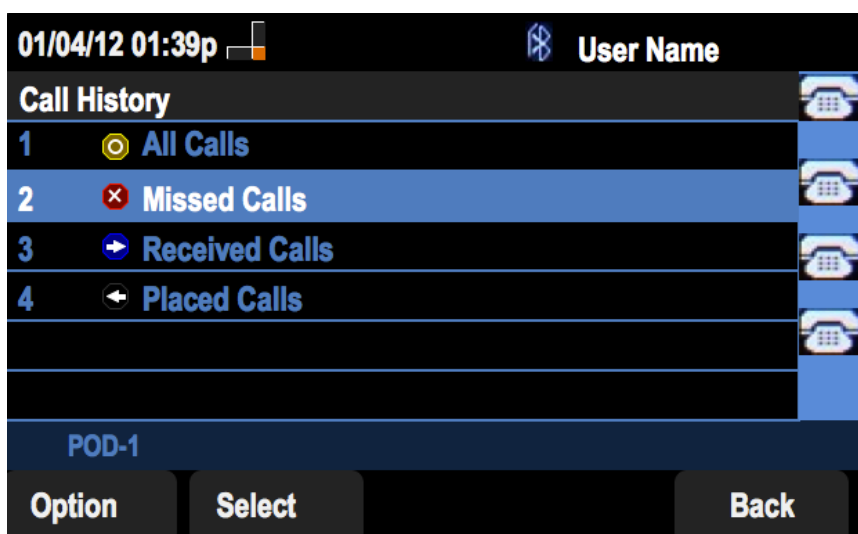 01/04/12 01:39p User Name
Call History
1 All Calls
2 Missed Calls
3 Received Calls
4 Placed Calls
POD-1
Option Select Back